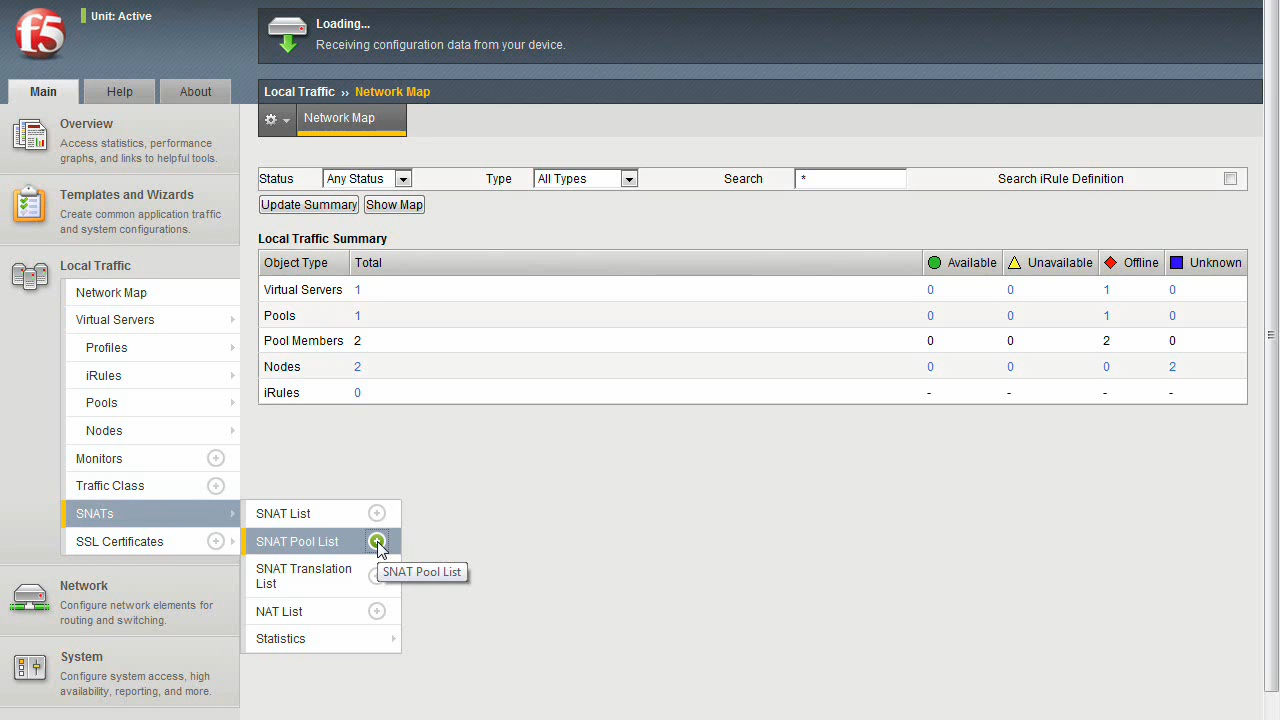 f5
Unit: Active
Loading...
Receiving configuration data from your device.
Main
Help
About
Local Traffic ›› Network Map
Network Map
Overview
Access statistics, performance
graphs, and links to helpful tools.
Templates and Wizards
Create common application traffic
and system configurations.
Local Traffic
Network Map
Virtual Servers
Profiles
iRules
Pools
Nodes
Monitors
Traffic Class
SNATs
SSL Certificates
Network
Configure network elements for
routing and switching.
System
Configure system access, high
availability, reporting, and more.
SNAT List
SNAT Pool List
SNAT Translation
List
NAT List
Statistics
SNAT Pool List
Status Any Status Type All Types Search * Search iRule Definition
Update Summary Show Map
Local Traffic Summary
Object Type Total Available Unavailable Offline Unknown
Virtual Servers 1 0 0 1 0
Pools 1 0 0 1 0
Pool Members 2 0 0 2 0
Nodes 2 0 0 0 2
iRules 0 - - - -